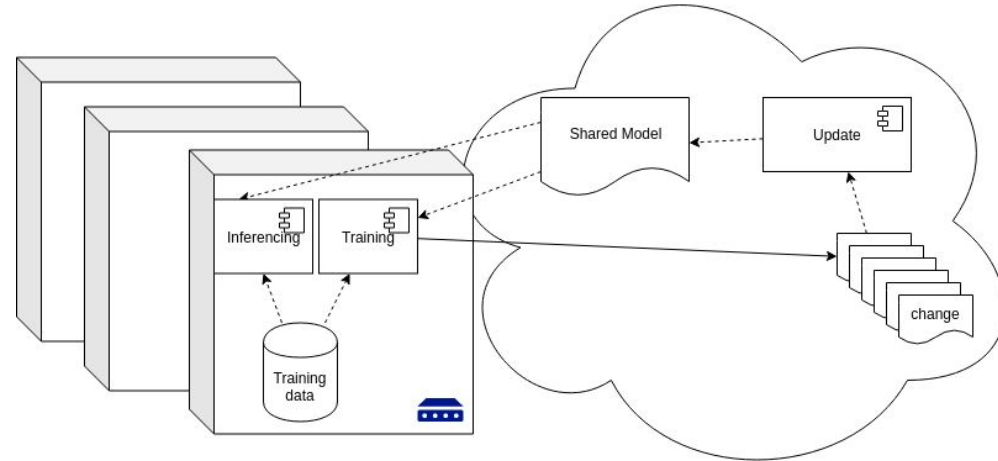 Shared Model
Update
Inferencing
Training
change
Training
data